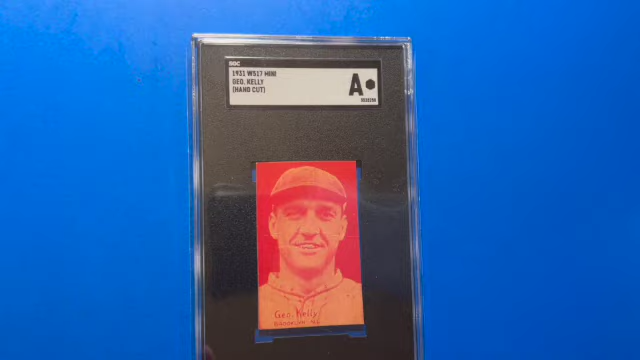 SGC
1931 W517 MINI
GEO. KELLY
(HAND CUT)
A
Geo. Kelly